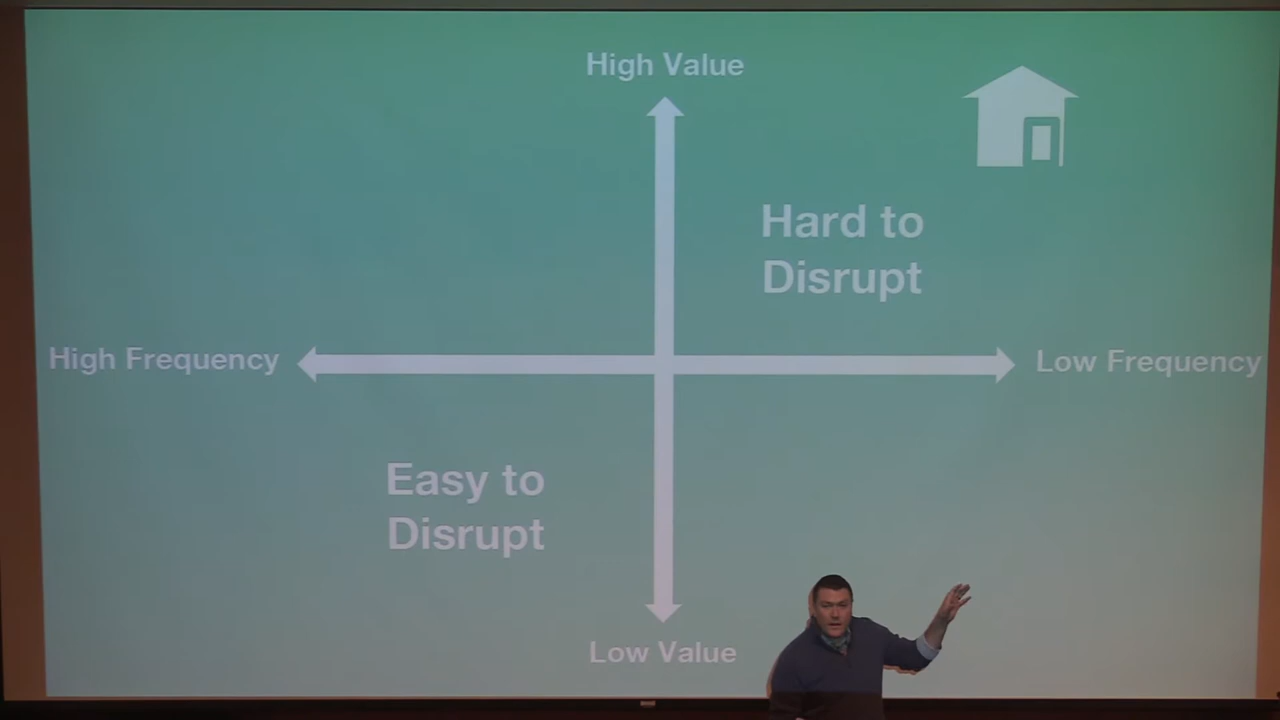 High Value
Hard to
Disrupt
High Frequency
Low Frequency
Easy to
Disrupt
Low Value